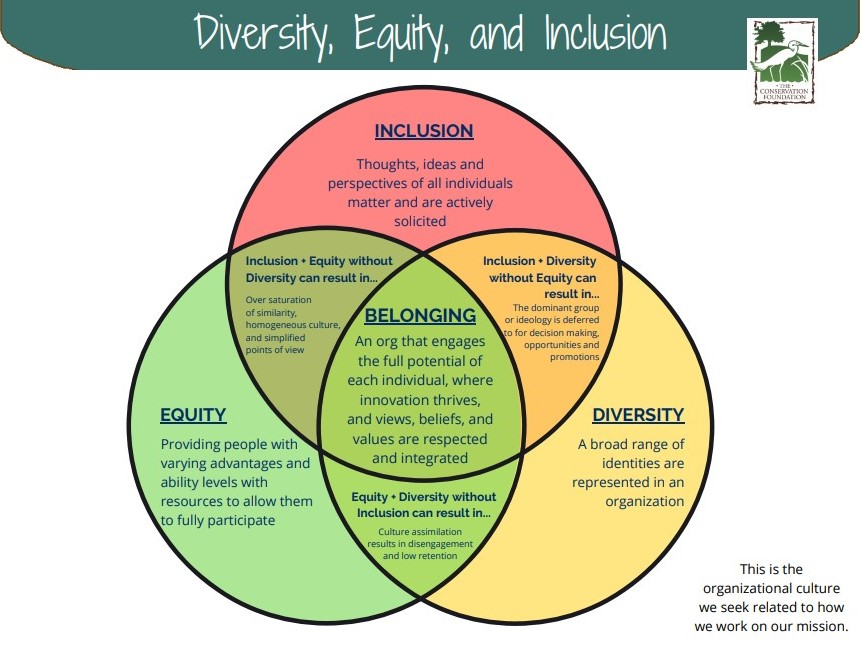 Diversity, Equity, and Inclusion
• THE •
CONSERVATION
FOUNDATION
INCLUSION
Thoughts, ideas and
perspectives of all individuals
matter and are actively
solicited
Inclusion + Equity without
Diversity can result in...
Over saturation
of similarity,
homogeneous culture,
and simplified
points of view
Inclusion + Diversity
without Equity can
result in...
The dominant group
or ideology is deferred
to for decision making,
opportunities and
promotions
BELONGING
An org that engages
the full potential of
each individual, where
innovation thrives,
and views, beliefs, and
values are respected
and integrated
EQUITY
Providing people with
varying advantages and
ability levels with
resources to allow them
to fully participate
DIVERSITY
A broad range of
identities are
represented in an
organization
Equity + Diversity without
Inclusion can result in...
Culture assimilation
results in disengagement
and low retention
This is the
organizational culture
we seek related to how
we work on our mission.